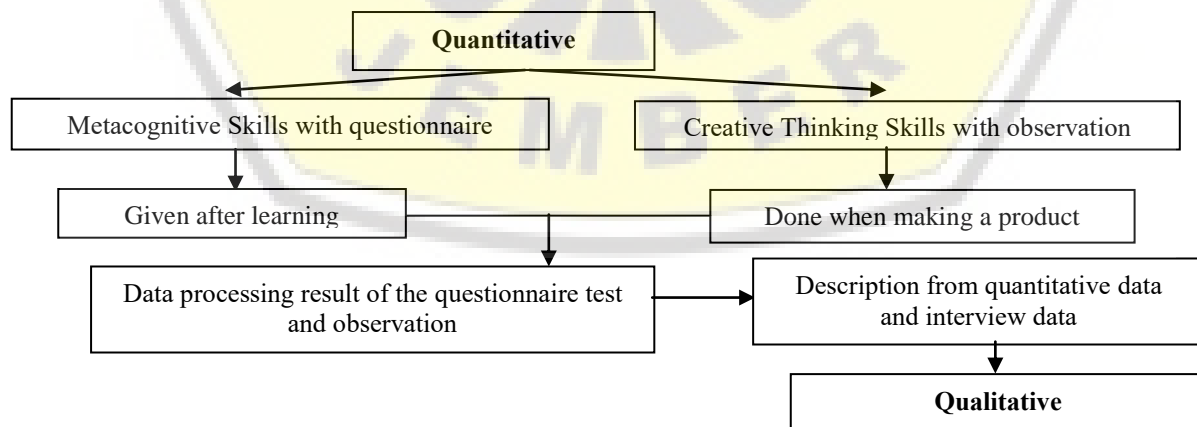 Quantitative
Metacognitive Skills with questionnaire
Creative Thinking Skills with observation
Given after learning
Done when making a product
Data processing result of the questionnaire test
and observation
Description from quantitative data
and interview data
Qualitative